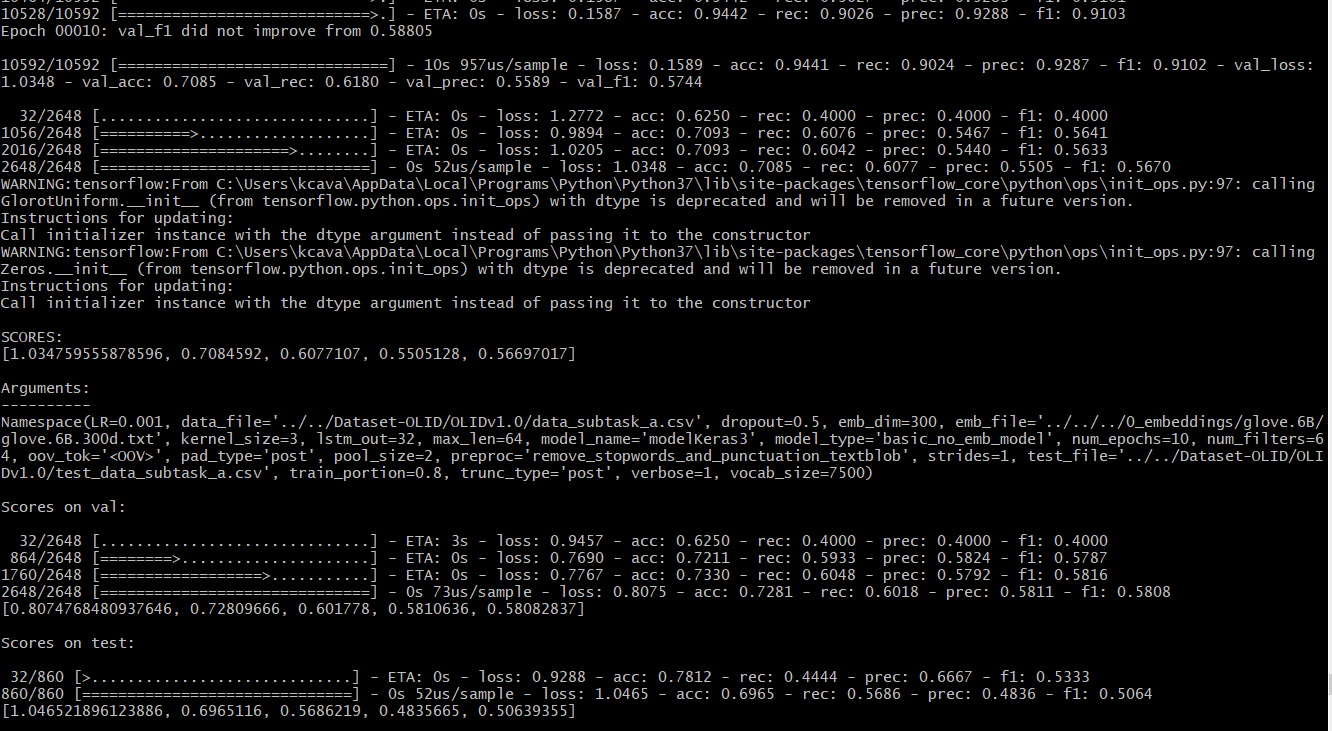 10528/10592 [=============================>.] - ETA: 0s - loss: 0.1587 - acc: 0.9442 - rec: 0.9026 - prec: 0.9288 - f1: 0.9103
Epoch 00010: val_f1 did not improve from 0.58805
10592/10592 [==============================] - 10s 957us/sample - loss: 0.1589 - acc: 0.9441 - rec: 0.9024 - prec: 0.9287 - f1: 0.9102 - val_loss:
1.0348 - val_acc: 0.7085 - val_rec: 0.6180 - val_prec: 0.5589 - val_f1: 0.5744
32/2648 [..............................] - ETA: 0s - loss: 1.2772 - acc: 0.6250 - rec: 0.4000 - prec: 0.4000 - f1: 0.4000
1056/2648 [==========>...................] - ETA: 0s - loss: 0.9894 - acc: 0.7093 - rec: 0.6076 - prec: 0.5467 - f1: 0.5641
2016/2648 [=====================>........] - ETA: 0s - loss: 1.0205 - acc: 0.7093 - rec: 0.6042 - prec: 0.5440 - f1: 0.5633
2648/2648 [==============================] - 0s 52us/sample - loss: 1.0348 - acc: 0.7085 - rec: 0.6077 - prec: 0.5505 - f1: 0.5670
WARNING:tensorflow:From C:\Users\kcava\AppData\Local\Programs\Python\Python37\lib\site-packages\tensorflow_core\python\ops\init_ops.py:97: calling
GlorotUniform.__init__ (from tensorflow.python.ops.init_ops) with dtype is deprecated and will be removed in a future version.
Instructions for updating:
Call initializer instance with the dtype argument instead of passing it to the constructor
WARNING:tensorflow:From C:\Users\kcava\AppData\Local\Programs\Python\Python37\lib\site-packages\tensorflow_core\python\ops\init_ops.py:97: calling
Zeros.__init__ (from tensorflow.python.ops.init_ops) with dtype is deprecated and will be removed in a future version.
Instructions for updating:
Call initializer instance with the dtype argument instead of passing it to the constructor
SCORES:
[1.034759555878596, 0.7084592, 0.6077107, 0.5505128, 0.56697017]
Arguments:
----------
Namespace(LR=0.001, data_file='../../Dataset-OLID/OLIDv1.0/data_subtask_a.csv', dropout=0.5, emb_dim=300, emb_file='../../../0_embeddings/glove.6B/
glove.6B.300d.txt', kernel_size=3, lstm_out=32, max_len=64, model_name='modelKeras3', model_type='basic_no_emb_model', num_epochs=10, num_filters=6
4, oov_tok='<OOV>', pad_type='post', pool_size=2, preproc='remove_stopwords_and_punctuation_textblob', strides=1, test_file='../../Dataset-OLID/OLI
Dv1.0/test_data_subtask_a.csv', train_portion=0.8, trunc_type='post', verbose=1, vocab_size=7500)
Scores on val:
32/2648 [..............................] - ETA: 3s - loss: 0.9457 - acc: 0.6250 - rec: 0.4000 - prec: 0.4000 - f1: 0.4000
864/2648 [========>.....................] - ETA: 0s - loss: 0.7690 - acc: 0.7211 - rec: 0.5933 - prec: 0.5824 - f1: 0.5787
1760/2648 [==================>...........] - ETA: 0s - loss: 0.7767 - acc: 0.7330 - rec: 0.6048 - prec: 0.5792 - f1: 0.5816
2648/2648 [==============================] - 0s 73us/sample - loss: 0.8075 - acc: 0.7281 - rec: 0.6018 - prec: 0.5811 - f1: 0.5808
[0.8074768480937646, 0.72809666, 0.601778, 0.5810636, 0.58082837]
Scores on test:
32/860 [>.............................] - ETA: 0s - loss: 0.9288 - acc: 0.7812 - rec: 0.4444 - prec: 0.6667 - f1: 0.5333
860/860 [==============================] - 0s 52us/sample - loss: 1.0465 - acc: 0.6965 - rec: 0.5686 - prec: 0.4836 - f1: 0.5064
[1.046521896123886, 0.6965116, 0.5686219, 0.4835665, 0.50639355]